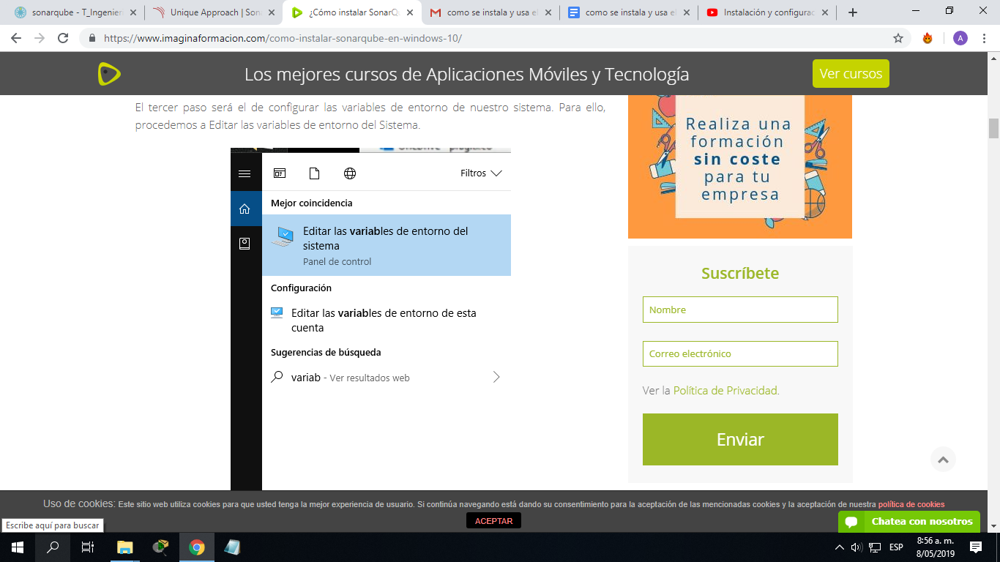 sonarqube - T_Ingenier
Unique Approach | Son
¿Cómo instalar SonarQu
como se instala y usa el
como se instala y usa el
Instalación y configurac
https://www.imaginaformacion.com/como-instalar-sonarqube-en-windows-10/
A
Los mejores cursos de Aplicaciones Móviles y Tecnología
Ver cursos
El tercer paso será el de configurar las variables de entorno de nuestro sistema. Para ello,
procedemos a Editar las variables de entorno del Sistema.
Filtros
Mejor coincidencia
Editar las variables de entorno del
sistema
Panel de control
Configuración
Editar las variables de entorno de esta
cuenta
Sugerencias de búsqueda
variab - Ver resultados web
Realiza una
formación
sin coste
para tu
empresa
Suscríbete
Nombre
Correo electrónico
Ver la Política de Privacidad.
Enviar
Uso de cookies: Este sitio web utiliza cookies para que usted tenga la mejor experiencia de usuario. Si continúa navegando está dando su consentimiento para la aceptación de las mencionadas cookies y la aceptación de nuestra política de cookies
ACEPTAR
Chatea con nosotros
Escribe aquí para buscar
ESP
8:56 a. m.
8/05/2019